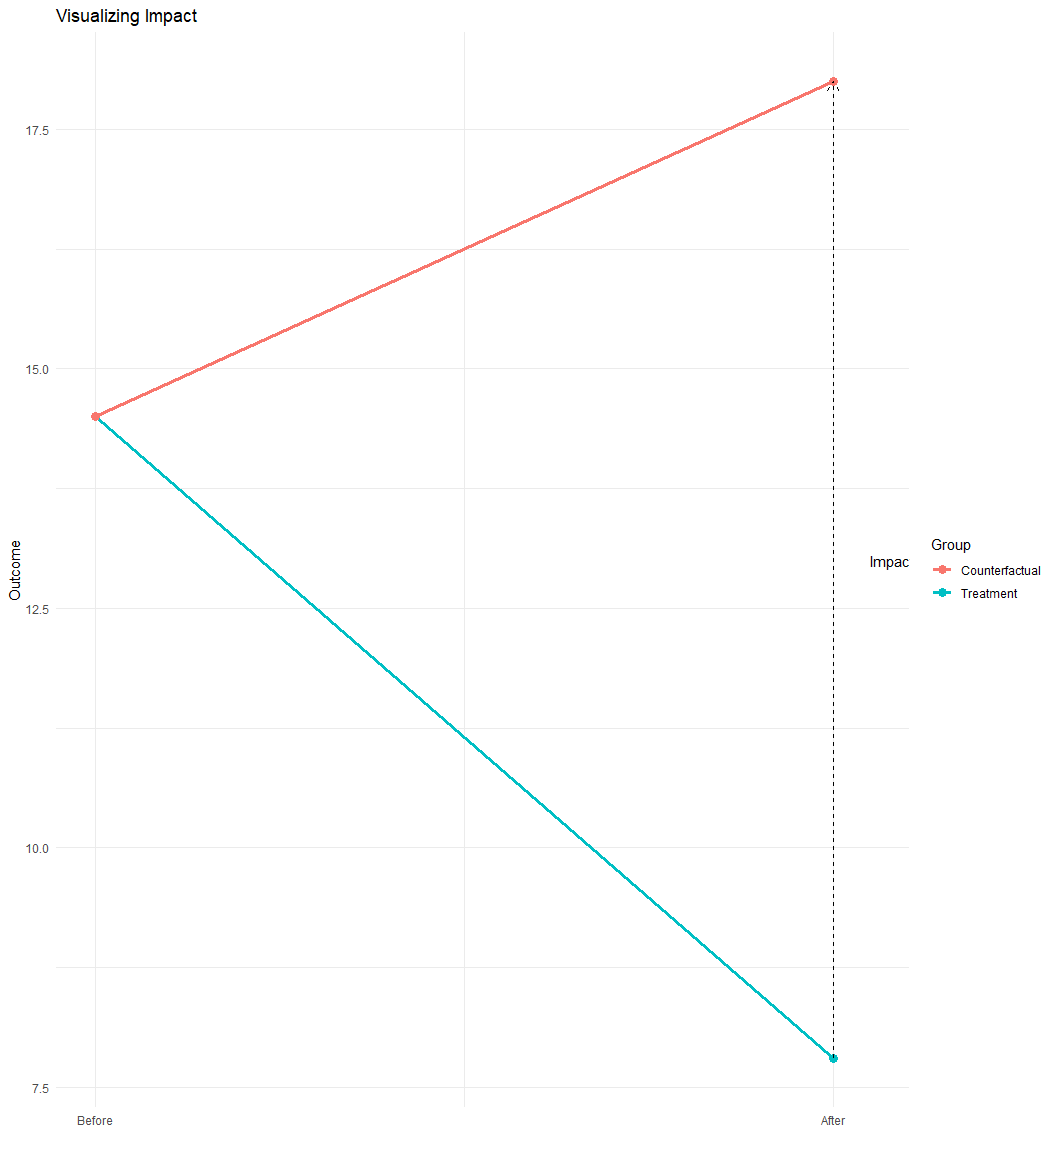 Visualizing Impact
17.5
15.0
12.5
10.0
7.5
Outcome
Before
After
Impac
Group
Counterfactual
Treatment